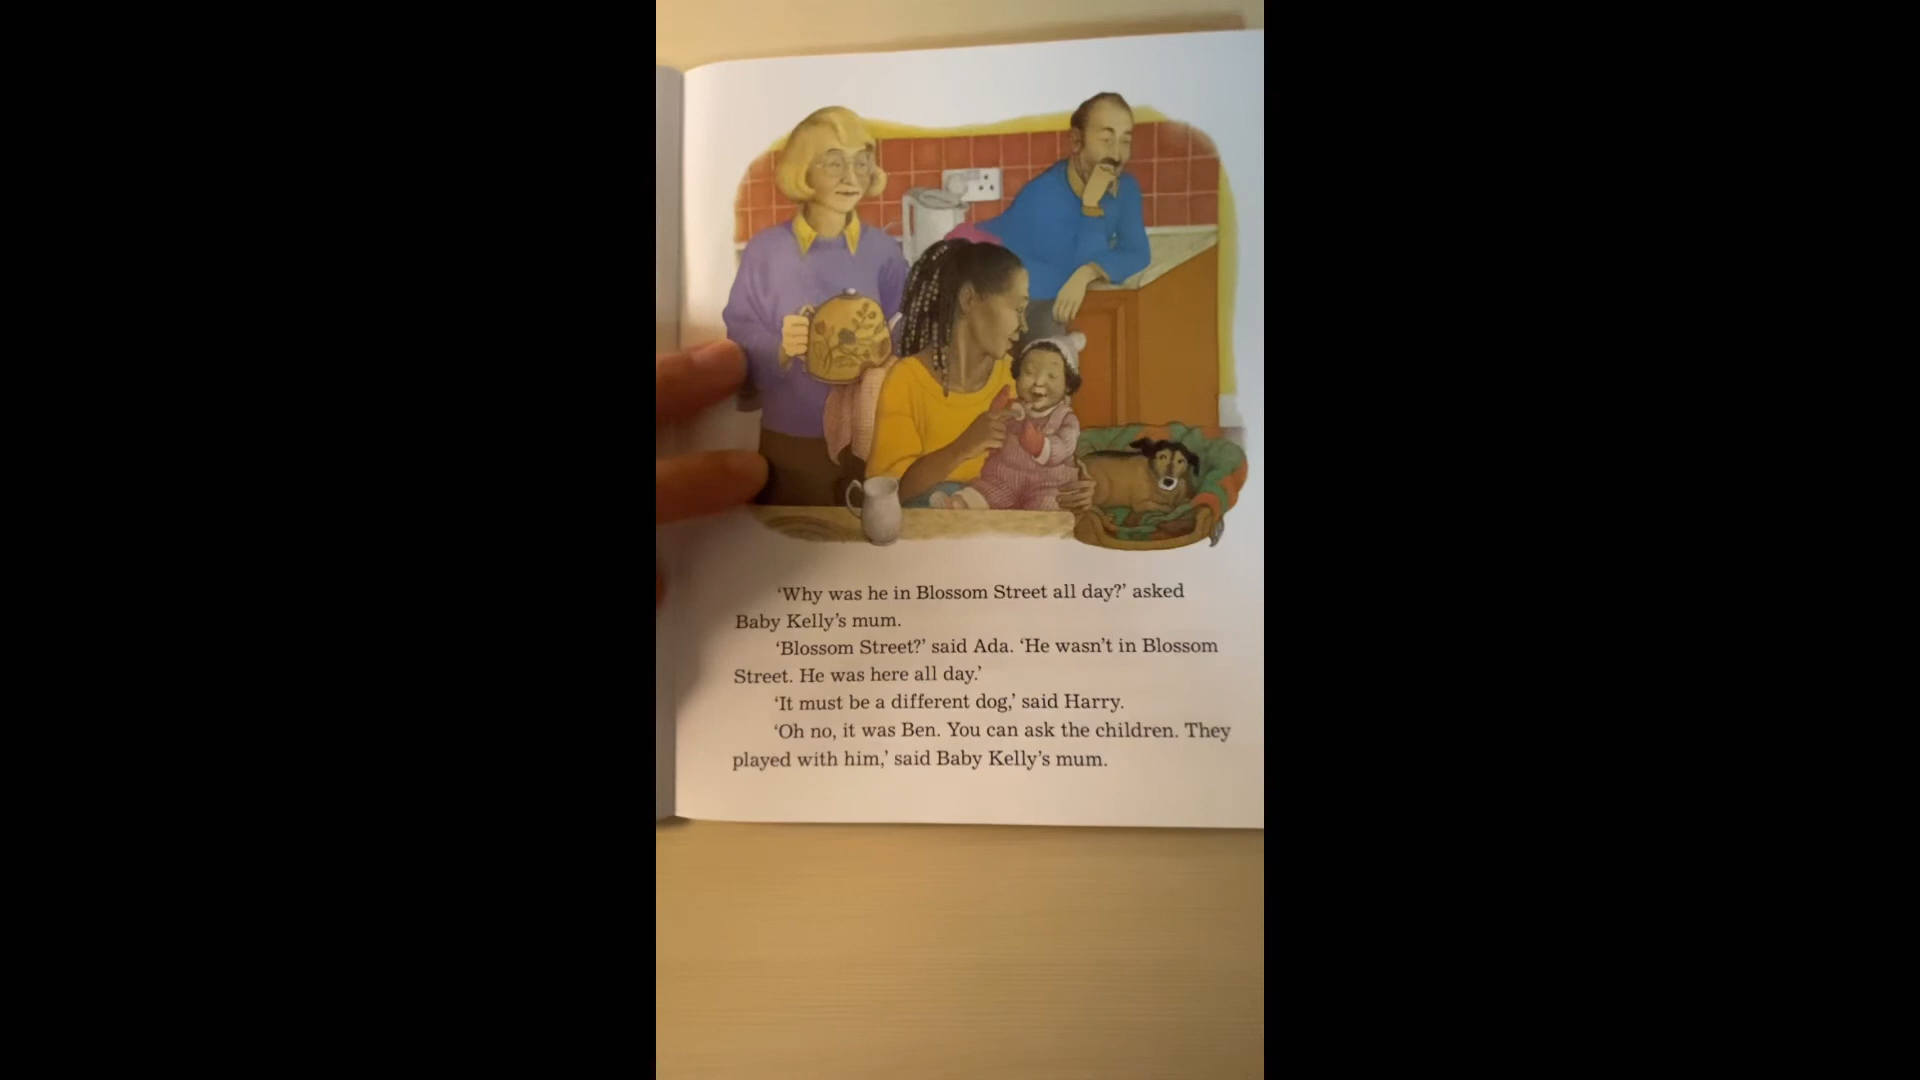 ‘Why was he in Blossom Street all day?’ asked
Baby Kelly’s mum.
‘Blossom Street?’ said Ada. ‘He wasn’t in Blossom
Street. He was here all day.’
‘It must be a different dog,’ said Harry.
‘Oh no, it was Ben. You can ask the children. They
played with him,’ said Baby Kelly’s mum.